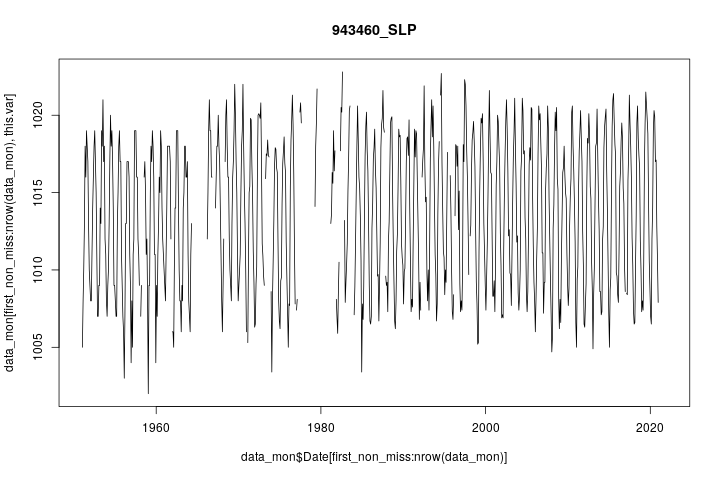 943460_SLP
data_mon[first_non_miss:nrow(data_mon), this.var]
1020
1015
1010
1005
1960
1980
2000
2020
data_mon$Date[first_non_miss:nrow(data_mon)]